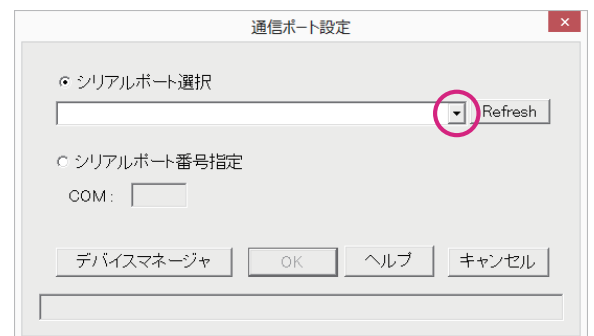 通信ポート設定
シリアルポート選択
Refresh
シリアルポート番号指定
COM :
デバイスマネージャ OK ヘルプ キャンセル